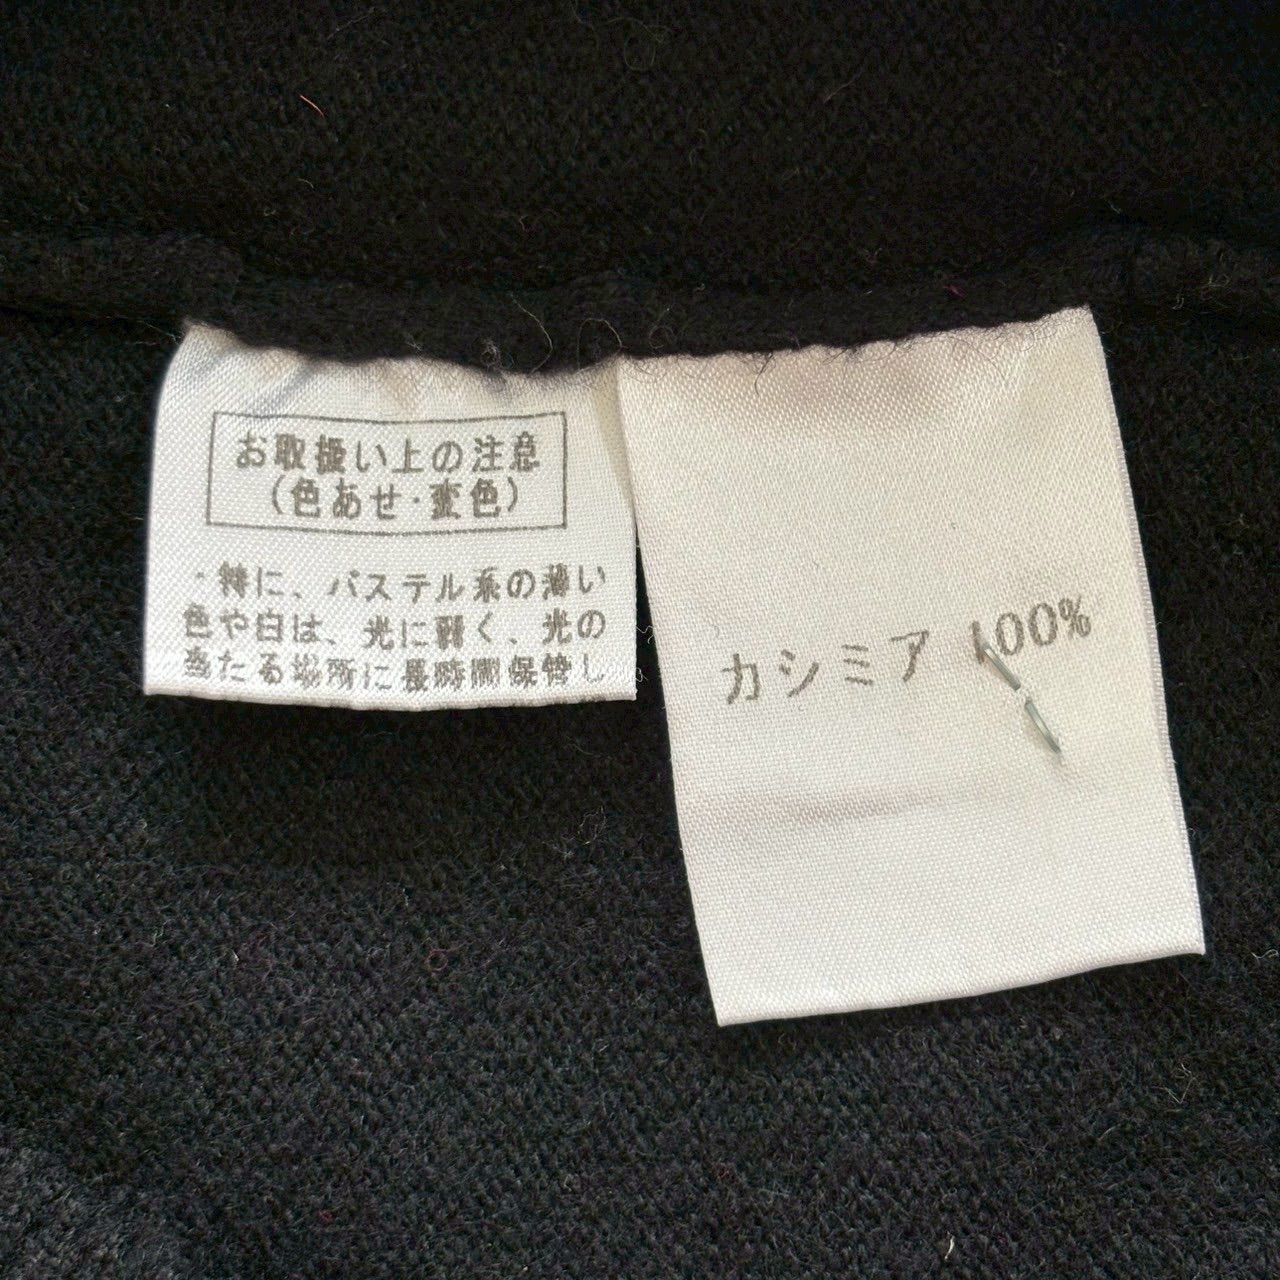 お取扱い上の注意
(色あせ・変色)
・特に、パステル系の薄い
色や白は、光に弱く、光の
当たる場所に長時間保管し
カシミア 100%